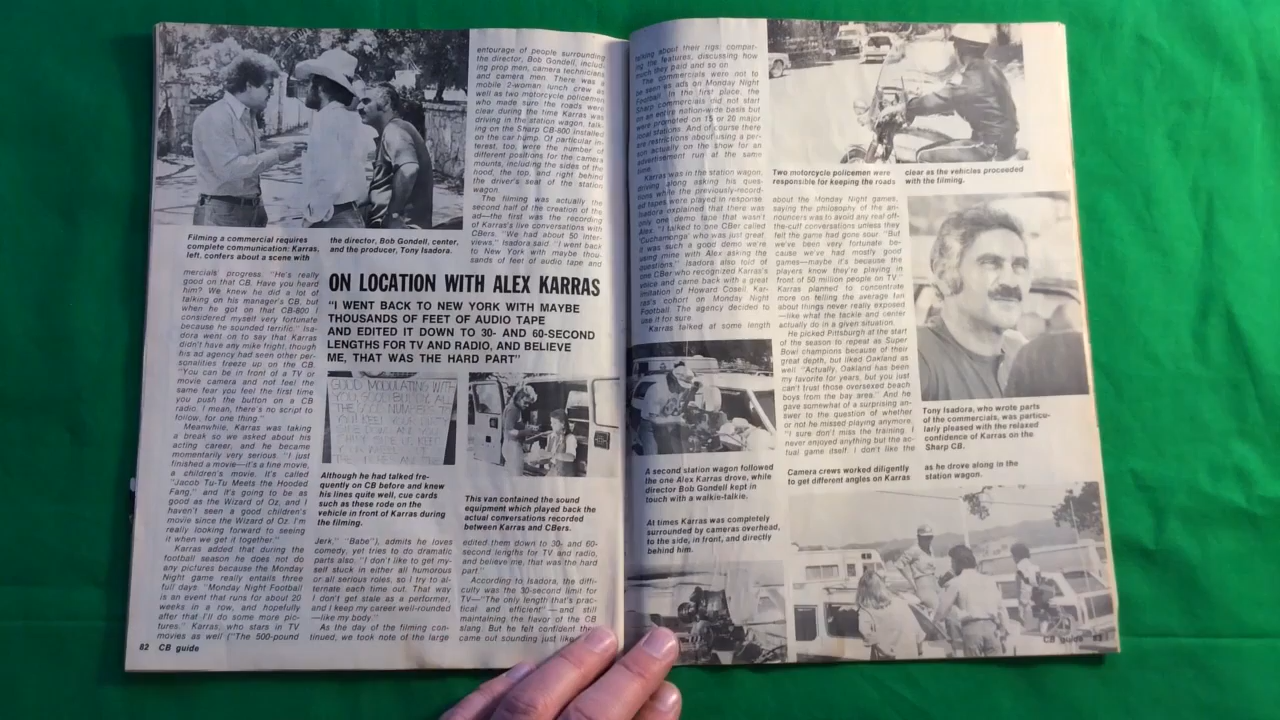 Filming a commercial requires
complete communication: Karras,
left, confers about a scene with
the director, Bob Gondell, center,
and the producer, Tony Isadora.
mercials progress. "He's really
good on that CB. Have you heard
him? We knew he did a lot of
talking on his manager's CB, but
when he got on that CB-800 I
considered myself very fortunate
because he sounded terrific." Isa-
dora went on to say that Karras
didn't have any mike fright, though
his ad agency had seen other per-
sonalities freeze up on the CB.
"You can be in front of a TV or
movie camera and not feel the
same fear you feel the first time
you push the button on a CB
radio. I mean, there's no script to
follow, for one thing."
Meanwhile, Karras was taking
a break so we asked about his
acting career, and he became
momentarily very serious. "I just
finished a movie—it's a fine movie,
a children's movie. It's called
"Jacob Tu-Tu Meets the Hooded
Fang," and it's going to be as
good as the Wizard of Oz, and I
haven't seen a good children's
movie since the Wizard of Oz. I'm
really looking forward to seeing
it when we get it together."
Karras added that during the
football season he does not do
any pictures because the Monday
Night game really entails three
full days. "Monday Night Football
is an event that runs for about 20
weeks in a row, and hopefully
after that I'll do some more pic-
tures." Karras, who stars in TV
movies as well ("The 500-pound
82 CB guide
ON LOCATION WITH ALEX KARRAS
"I WENT BACK TO NEW YORK WITH MAYBE
THOUSANDS OF FEET OF AUDIO TAPE
AND EDITED IT DOWN TO 30- AND 60-SECOND
LENGTHS FOR TV AND RADIO, AND BELIEVE
ME, THAT WAS THE HARD PART"
GOOD MODULATING WITH
Although he had talked fre-
quently on CB before and knew
his lines quite well, cue cards
such as these rode on the
vehicle in front of Karras during
the filming.
Jerk," "Babe"), admits he loves
comedy, yet tries to do dramatic
parts also. "I don't like to get my-
self stuck in either all humorous
or all serious roles, so I try to al-
ternate each time out. That way
I don't get stale as a performer,
and I keep my career well-rounded
—like my body."
As the day of the filming con-
tinued, we took note of the large
entourage of people surrounding
the director, Bob Gondell, includ-
ing prop men, camera technicians
and camera men. There was a
mobile 2-woman lunch crew as
well as two motorcycle policemen
who made sure the roads were
clear during the time Karras was
driving in the station wagon, talk-
ing on the Sharp CB-800 installed
on the car hump. Of particular in-
terest, too, were the number of
different positions for the camera
mounts, including the sides of the
hood, the top, and right behind
the driver's seat of the station
wagon.
The filming was actually the
second half of the creation of the
ad—the first was the recording
of Karras's live conversations with
CBers. "We had about 50 inter-
views," Isadora said. "I went back
to New York with maybe thou-
sands of feet of audio tape and
This van contained the sound
equipment which played back the
actual conversations recorded
between Karras and CBers.
edited them down to 30- and 60-
second lengths for TV and radio,
and believe me, that was the hard
part."
According to Isadora, the diffi-
culty was the 30-second limit for
TV—"The only length that's prac-
tical and efficient"—and still
maintaining the flavor of the CB
slang. But he felt confident
came out sounding just
talking about their rigs: compar-
ing the features, discussing how
much they paid and so on.
The commercials were not to
be seen as ads on Monday Night
Football. In the first place, the
Sharp commercials did not start
on an entire nation-wide basis but
were promoted on 15 or 20 major
local stations. And of course there
are restrictions about using a per-
son actually on the show for an
advertisement run at the same
time.
Karras was in the station wagon,
driving along asking his ques-
tions while the previously-record-
ed tapes were played in response.
Isadora explained that there was
only one demo tape that wasn't
Alex. "I talked to one CBer called
'Cuchamonga' who was just great.
It was such a good demo we're
using mine with Alex asking the
questions." Isadora also told of
one CBer who recognized Karras's
voice and came back with a great
imitation of Howard Cosell, Kar-
ras's cohort on Monday Night
Football. The agency decided to
use it for sure.
Karras talked at some length
A second station wagon followed
the one Alex Karras drove, while
director Bob Gondell kept in
touch with a walkie-talkie.
At times Karras was completely
surrounded by cameras overhead,
to the side, in front, and directly
behind him.
Two motorcycle policemen were
responsible for keeping the roads
clear as the vehicles proceeded
with the filming.
about the Monday Night games,
saying the philosophy of the an-
nouncers was to avoid any real off-
the-cuff conversations unless they
felt the game had gone sour. "But
we've been very fortunate be-
cause we've had mostly good
games—maybe it's because the
players know they're playing in
front of 50 million people on TV."
Karras planned to concentrate
more on telling the average fan
about things never really exposed
—like what the tackle and center
actually do in a given situation.
He picked Pittsburgh at the start
of the season to repeat as Super
Bowl champions because of their
great depth, but liked Oakland as
well. "Actually, Oakland has been
my favorite for years, but you just
can't trust those oversexed beach
boys from the bay area." And he
gave somewhat of a surprising an-
swer to the question of whether
or not he missed playing anymore.
"I sure don't miss the training. I
never enjoyed anything but the ac-
tual game itself. I don't like the
Tony Isadora, who wrote parts
of the commercials, was particu-
larly pleased with the relaxed
confidence of Karras on the
Sharp CB.
Camera crews worked diligently
to get different angles on Karras
as he drove along in the
station wagon.
CB guide 83